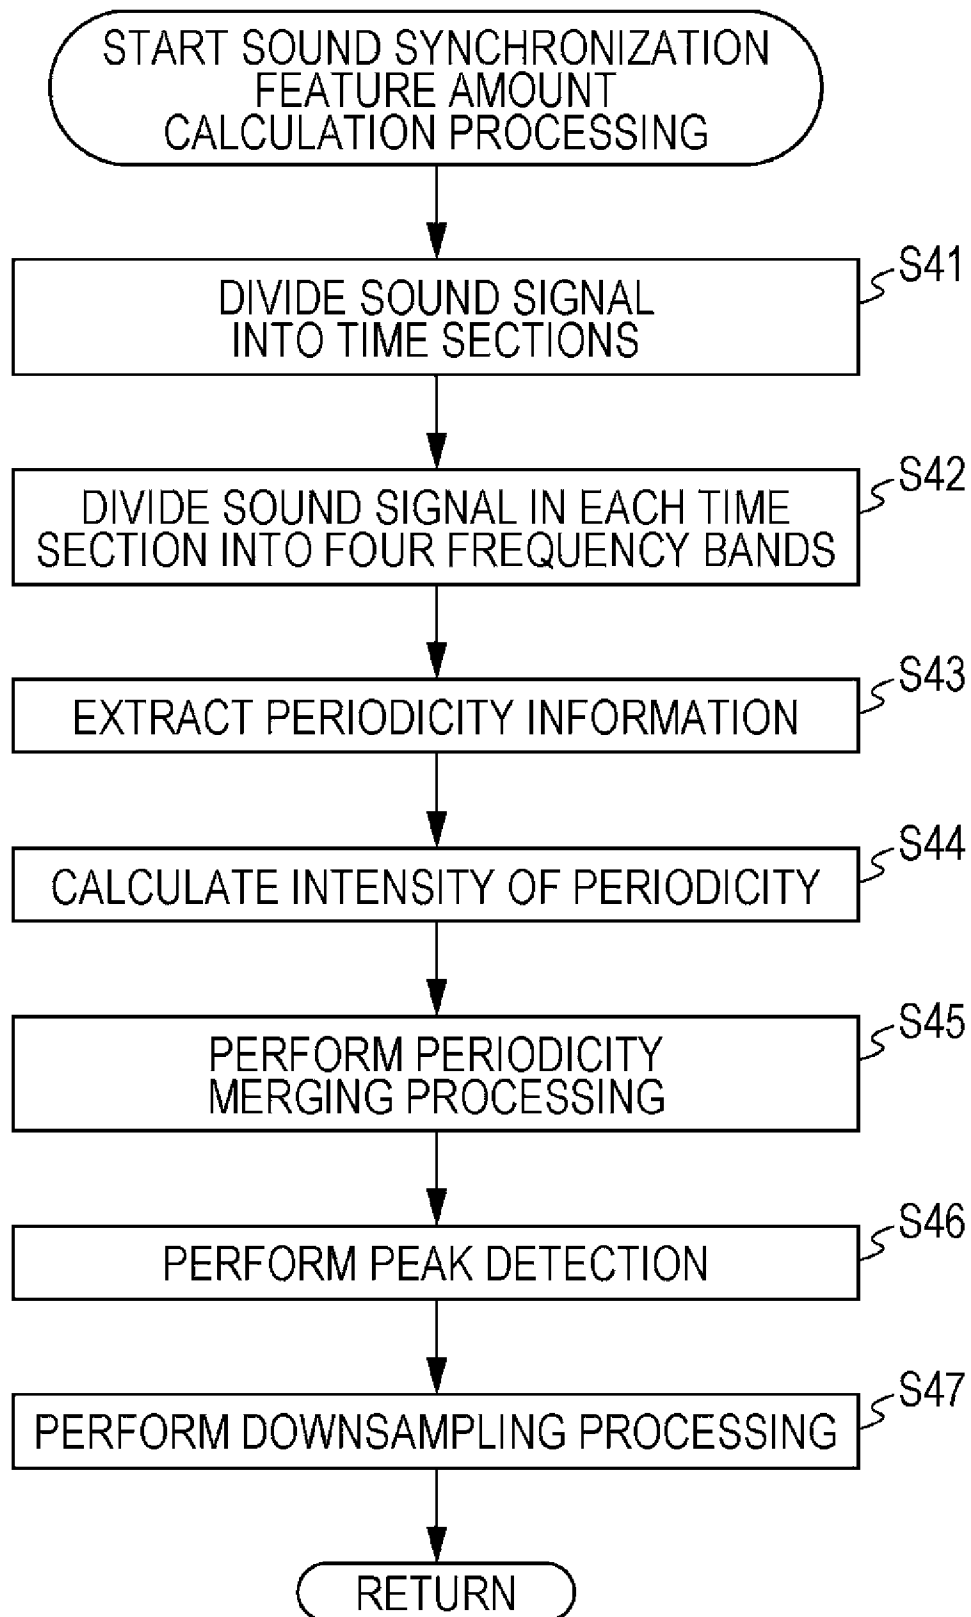 START SOUND SYNCHRONIZATION
FEATURE AMOUNT
CALCULATION PROCESSING
S41
DIVIDE SOUND SIGNAL
INTO TIME SECTIONS
S42
DIVIDE SOUND SIGNAL IN EACH TIME
SECTION INTO FOUR FREQUENCY BANDS
S43
EXTRACT PERIODICITY INFORMATION
S44
CALCULATE INTENSITY OF PERIODICITY
S45
PERFORM PERIODICITY
MERGING PROCESSING
S46
PERFORM PEAK DETECTION
S47
PERFORM DOWNSAMPLING PROCESSING
RETURN